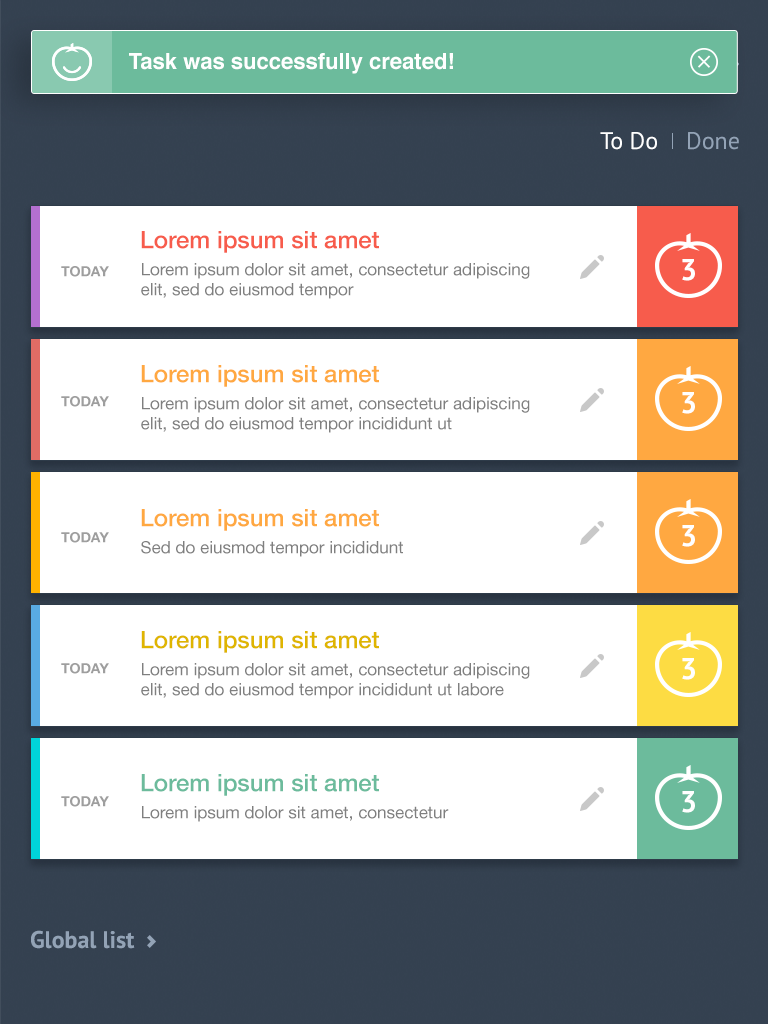 Task was successfully created!
To Do | Done
Lorem ipsum sit amet
TODAY
Lorem ipsum dolor sit amet, consectetur adipiscing
elit, sed do eiusmod tempor
3
Lorem ipsum sit amet
TODAY
Lorem ipsum dolor sit amet, consectetur adipiscing
elit, sed do eiusmod tempor incididunt ut
3
Lorem ipsum sit amet
TODAY
Sed do eiusmod tempor incididunt
3
Lorem ipsum sit amet
TODAY
Lorem ipsum dolor sit amet, consectetur adipiscing
elit, sed do eiusmod tempor incididunt ut labore
3
Lorem ipsum sit amet
TODAY
Lorem ipsum dolor sit amet, consectetur
3
Global list